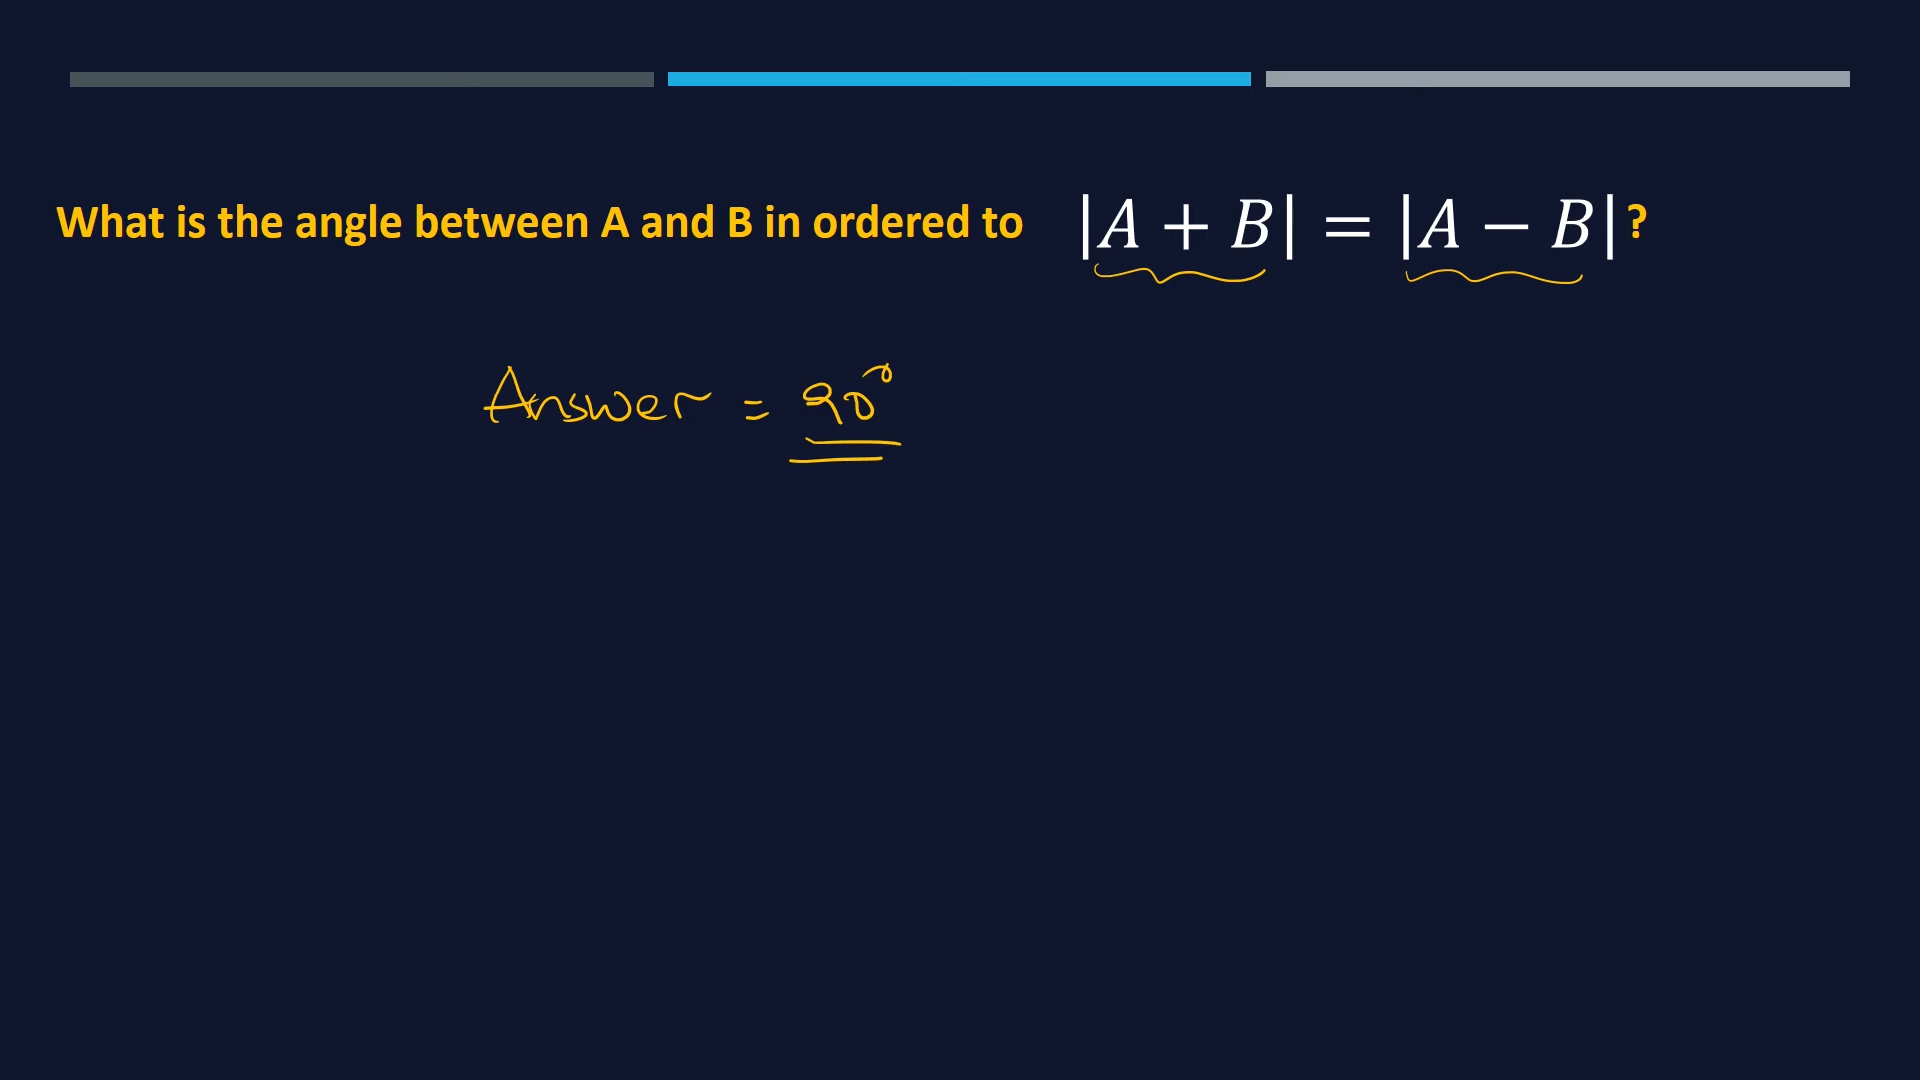 What is the angle between A and B in ordered to |A + B| = |A − B|?
Answer = 90°